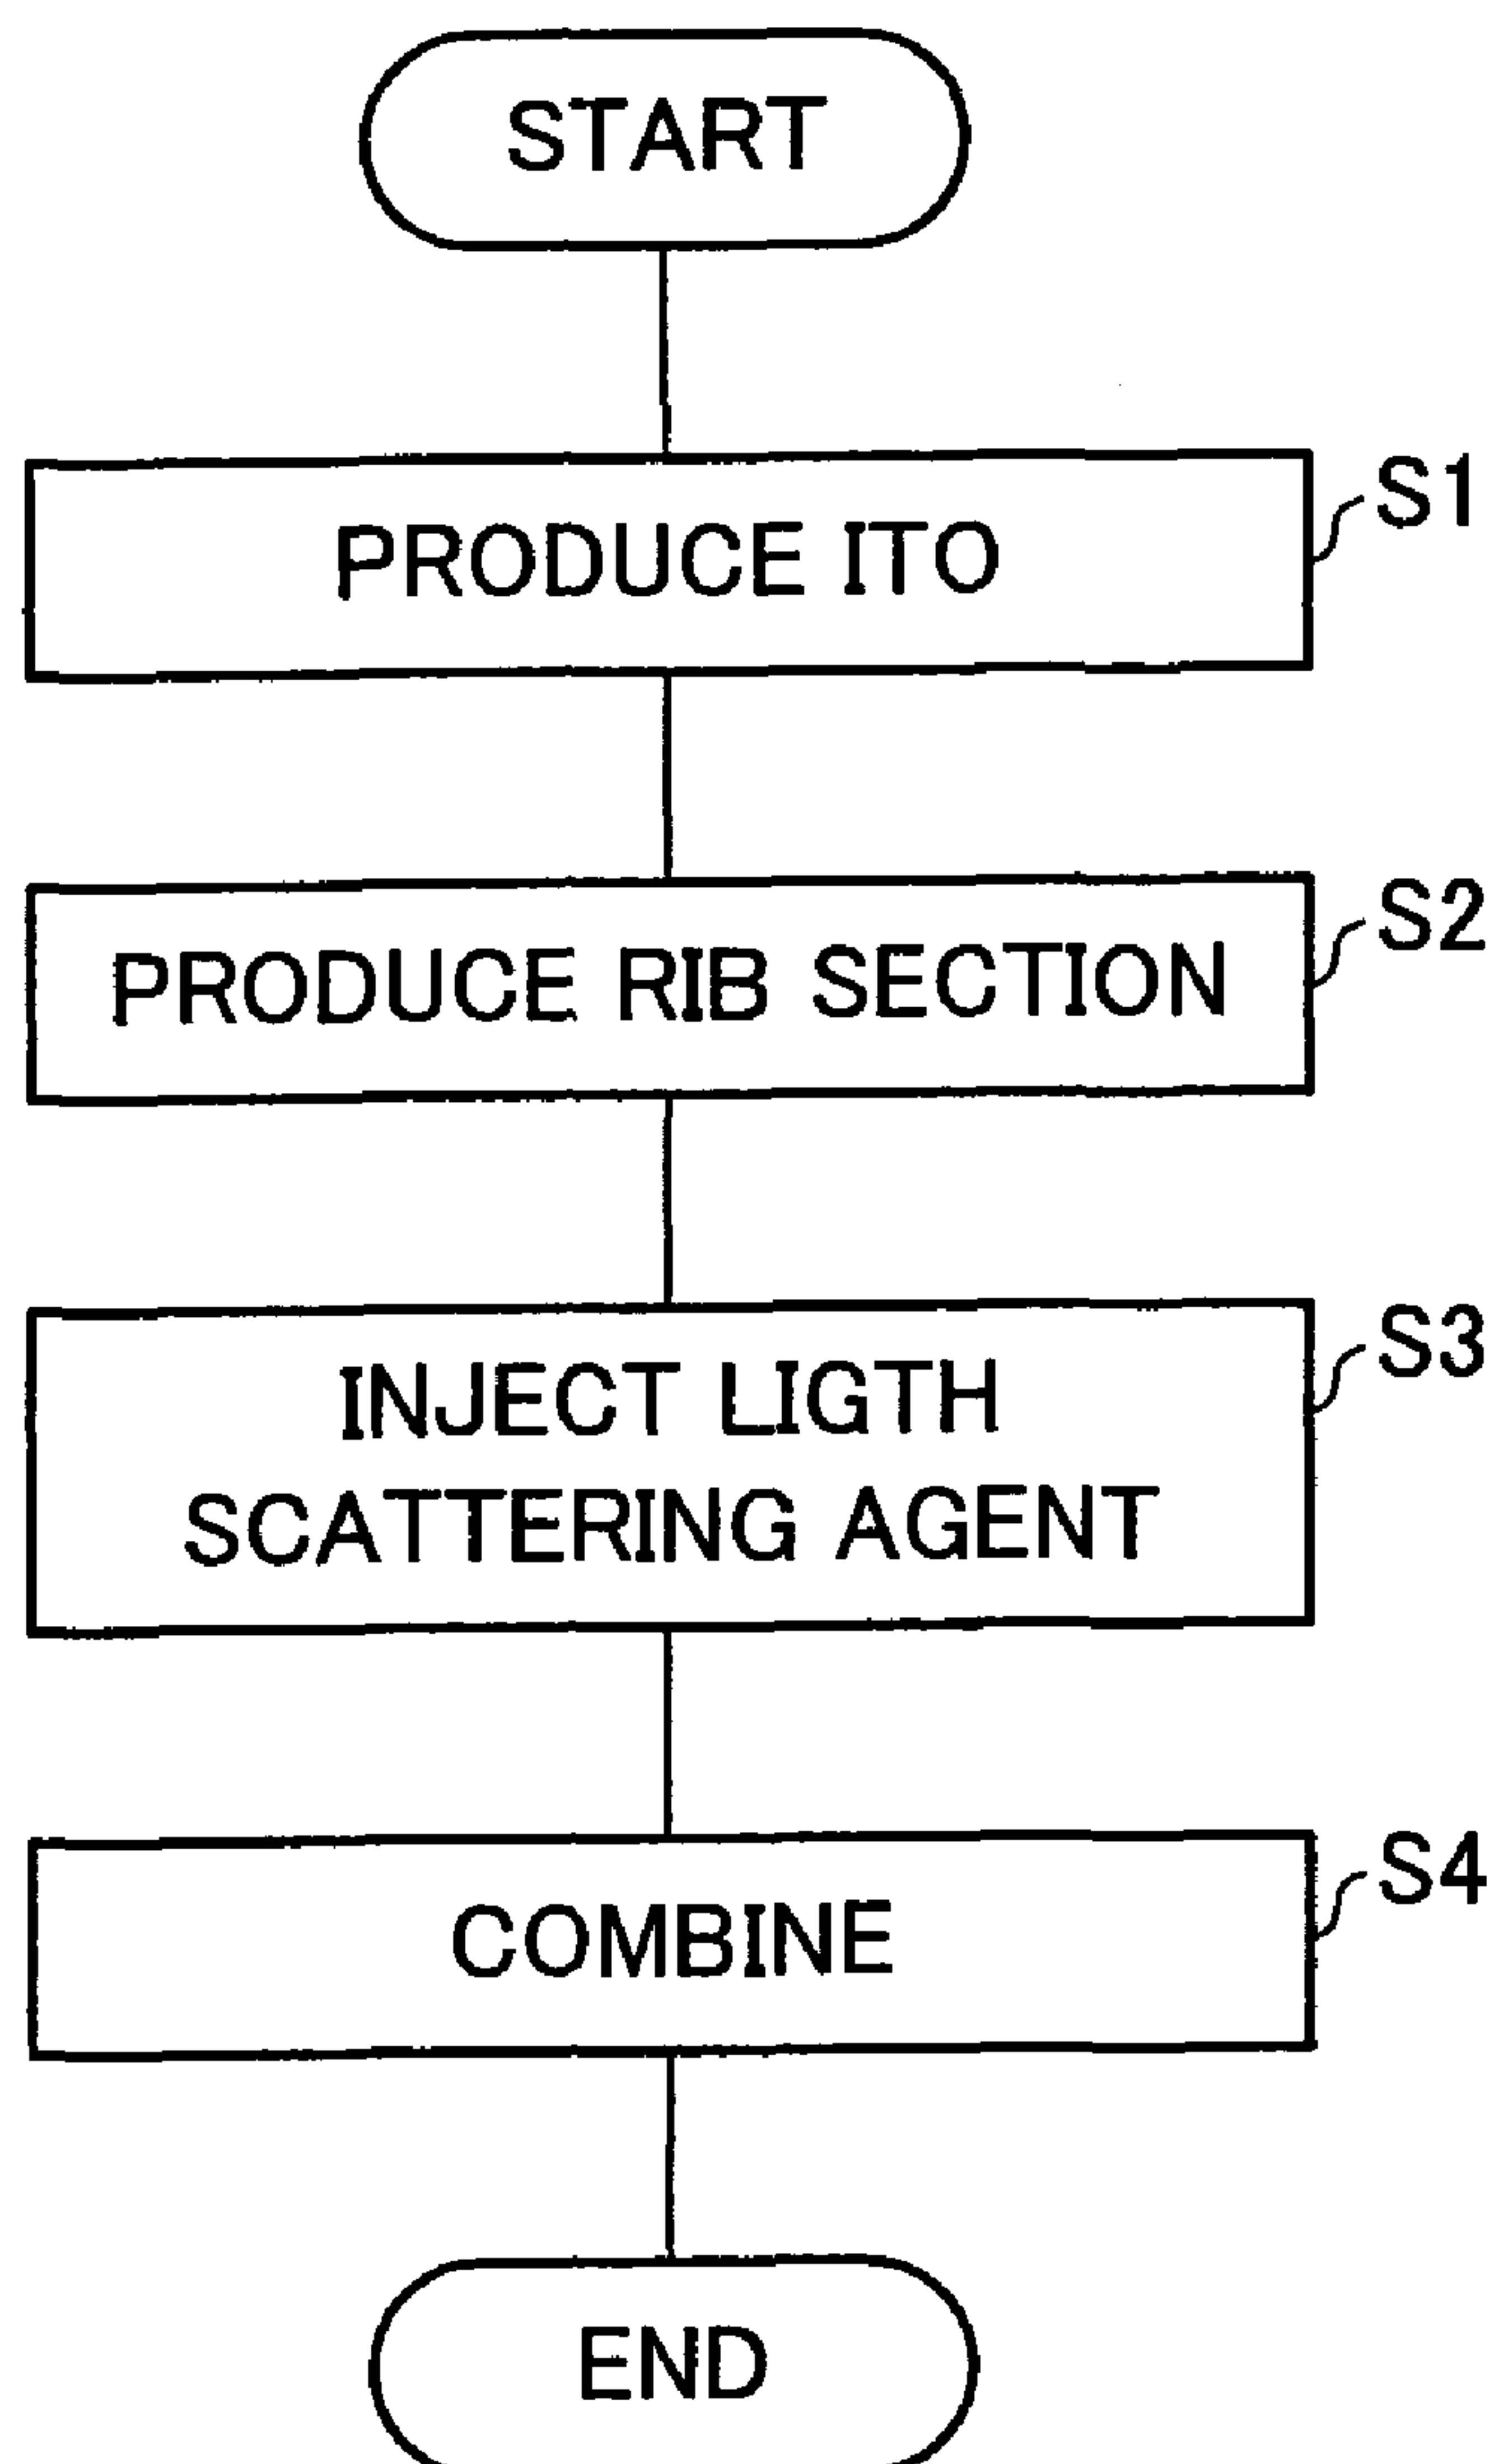 START
S1
PRODUCE ITO
S2
PRODUCE RIB SECTION
S3
INJECT LIGTH
SCATTERING AGENT
S4
COMBINE
END